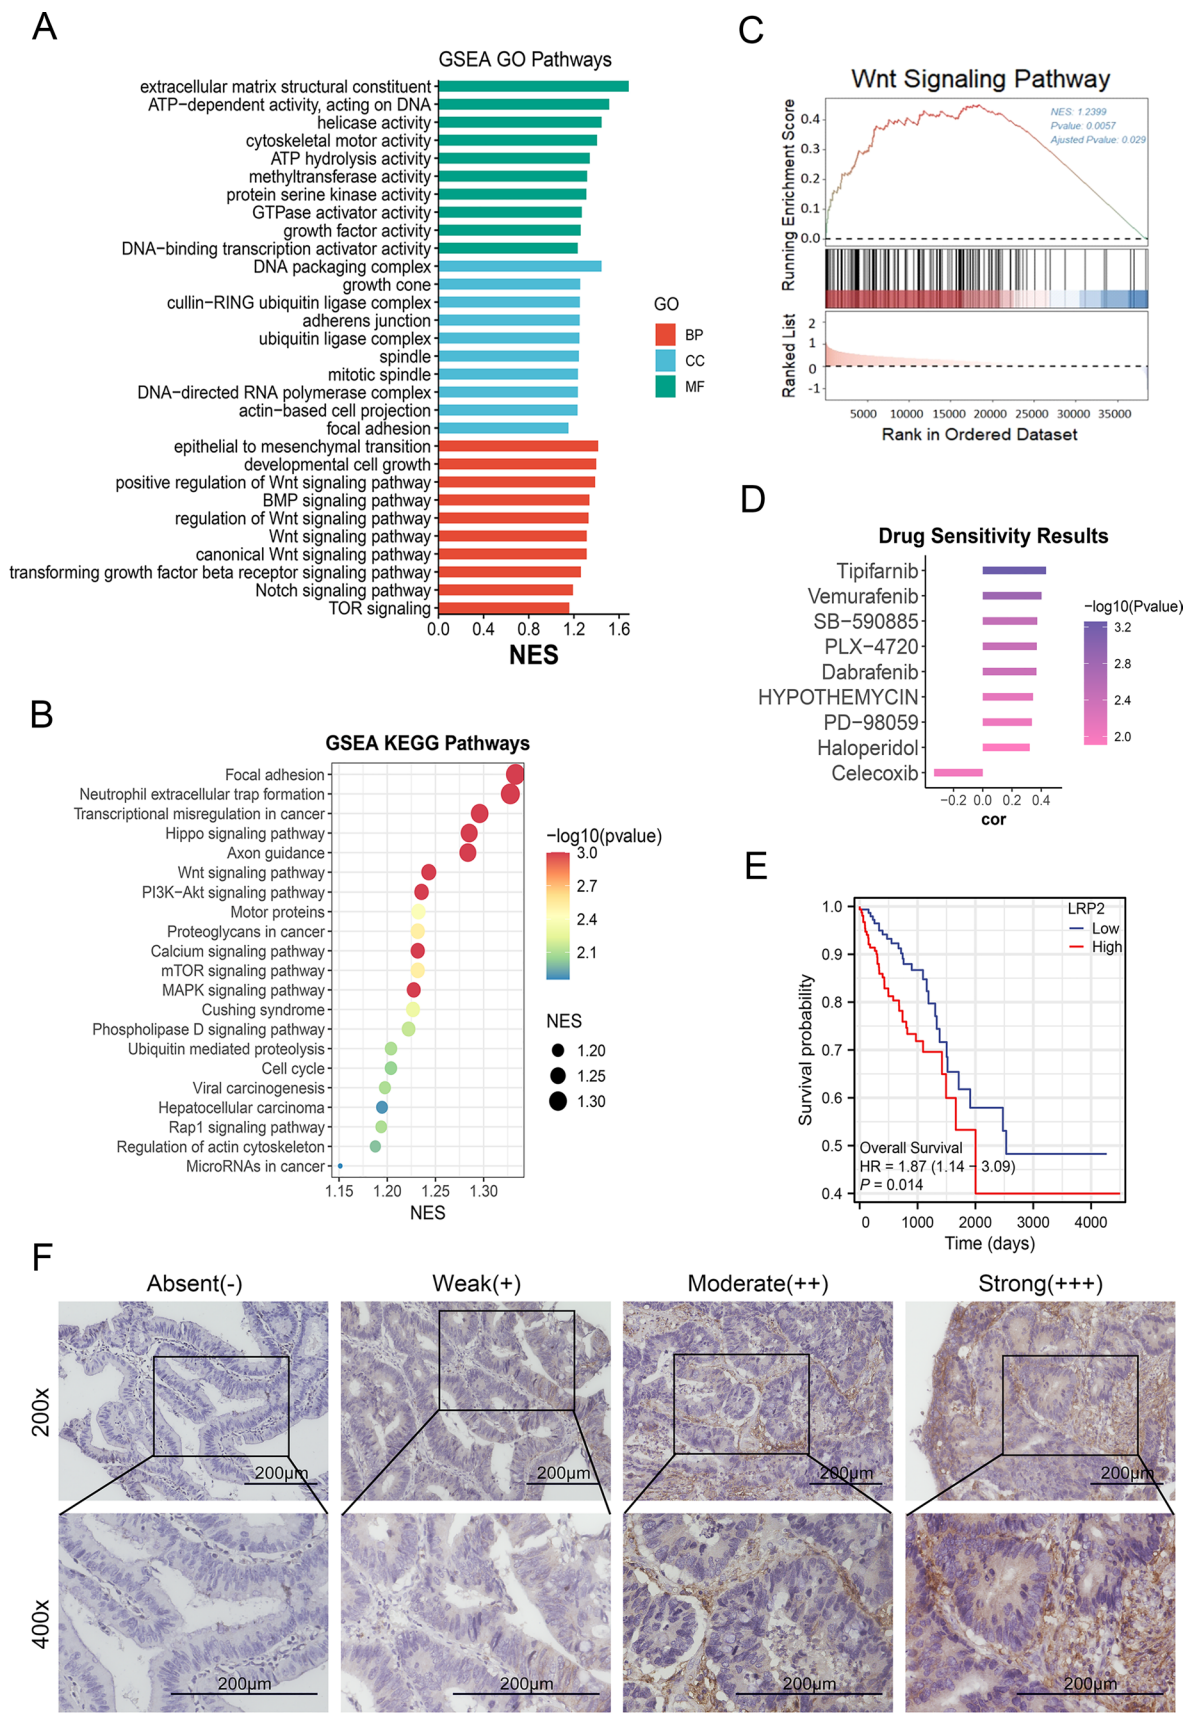 A
GSEA GO Pathways
extracellular matrix structural constituent
ATP−dependent activity, acting on DNA
helicase activity
cytoskeletal motor activity
ATP hydrolysis activity
methyltransferase activity
protein serine kinase activity
GTPase activator activity
growth factor activity
DNA−binding transcription activator activity
DNA packaging complex
growth cone
cullin−RING ubiquitin ligase complex
adherens junction
ubiquitin ligase complex
spindle
mitotic spindle
DNA−directed RNA polymerase complex
actin−based cell projection
focal adhesion
epithelial to mesenchymal transition
developmental cell growth
positive regulation of Wnt signaling pathway
BMP signaling pathway
regulation of Wnt signaling pathway
Wnt signaling pathway
canonical Wnt signaling pathway
transforming growth factor beta receptor signaling pathway
Notch signaling pathway
TOR signaling
0.0 0.4 0.8 1.2 1.6
NES
GO
BP
CC
MF
B
GSEA KEGG Pathways
Focal adhesion
Neutrophil extracellular trap formation
Transcriptional misregulation in cancer
Hippo signaling pathway
Axon guidance
Wnt signaling pathway
PI3K−Akt signaling pathway
Motor proteins
Proteoglycans in cancer
Calcium signaling pathway
mTOR signaling pathway
MAPK signaling pathway
Cushing syndrome
Phospholipase D signaling pathway
Ubiquitin mediated proteolysis
Cell cycle
Viral carcinogenesis
Hepatocellular carcinoma
Rap1 signaling pathway
Regulation of actin cytoskeleton
MicroRNAs in cancer
1.15 1.20 1.25 1.30
NES
−log10(pvalue)
3.0
2.7
2.4
2.1
NES
1.20
1.25
1.30
C
Wnt Signaling Pathway
Running Enrichment Score
0.4
0.3
0.2
0.1
0.0
NES: 1.2399
Pvalue: 0.0057
Ajusted Pvalue: 0.029
Ranked List
2
1
0
-1
5000 10000 15000 20000 25000 30000 35000
Rank in Ordered Dataset
D
Drug Sensitivity Results
Tipifarnib
Vemurafenib
SB−590885
PLX−4720
Dabrafenib
HYPOTHEMYCIN
PD−98059
Haloperidol
Celecoxib
−0.2 0.0 0.2 0.4
cor
−log10(Pvalue)
3.2
2.8
2.4
2.0
E
Survival probability
1.0
0.9
0.8
0.7
0.6
0.5
0.4
LRP2
Low
High
Overall Survival
HR = 1.87 (1.14 − 3.09)
P = 0.014
0 1000 2000 3000 4000
Time (days)
F
Absent(-) Weak(+) Moderate(++) Strong(+++)
200x
200μm 200μm 200μm 200μm
400x
200μm 200μm 200μm 200μm